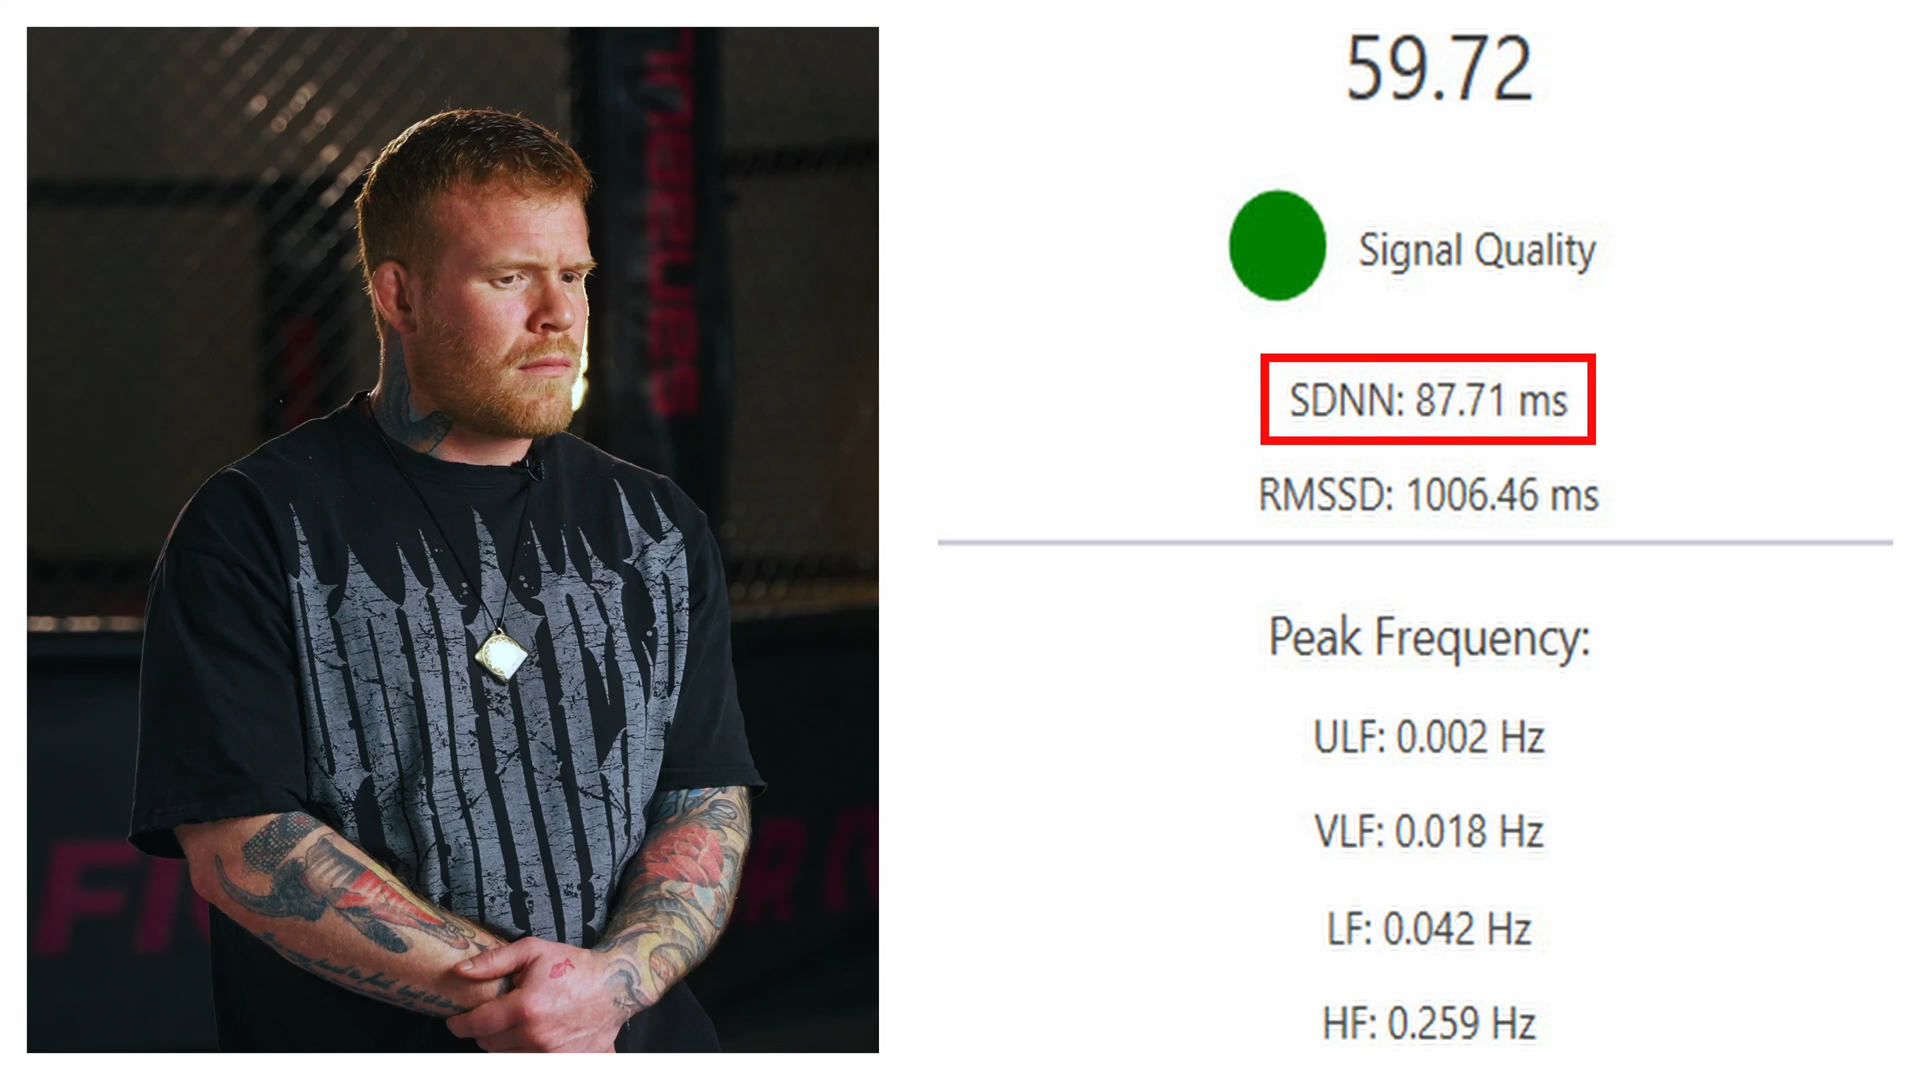 59.72
Signal Quality
SDNN: 87.71 ms
RMSSD: 1006.46 ms
Peak Frequency:
ULF: 0.002 Hz
VLF: 0.018 Hz
LF: 0.042 Hz
HF: 0.259 Hz